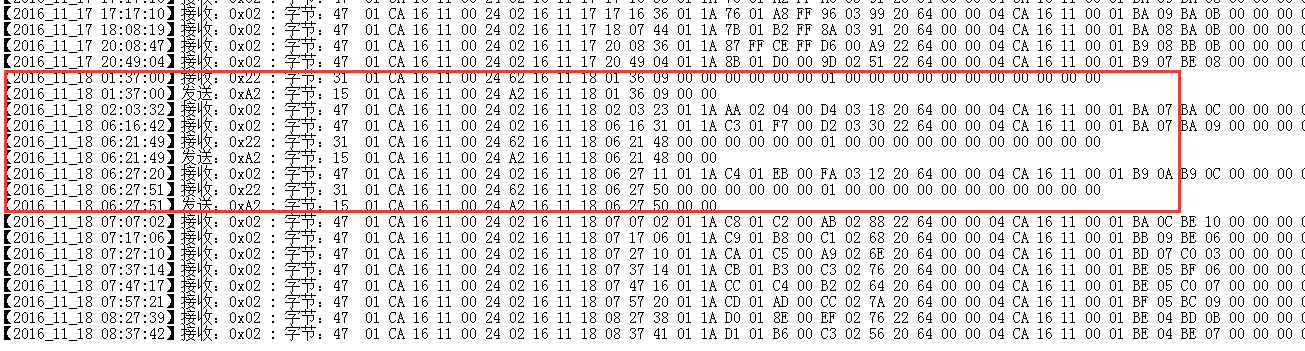 【2016_11_17 17:17:10】接收：0x02 : 字节：47 01 CA 16 11 00 24 02 16 11 17 17 16 36 01 1A 76 01 A8 FF 96 03 99 20 64 00 00 04 CA 16 11 00 01 BA 09 BA 0B 00 00 00 0
【2016_11_17 18:08:19】接收：0x02 : 字节：47 01 CA 16 11 00 24 02 16 11 17 18 07 44 01 1A 7B 01 B2 FF 8A 03 91 20 64 00 00 04 CA 16 11 00 01 BA 08 BA 0B 00 00 00 0
【2016_11_17 20:08:47】接收：0x02 : 字节：47 01 CA 16 11 00 24 02 16 11 17 20 08 36 01 1A 87 FF CE FF D6 00 A9 22 64 00 00 04 CA 16 11 00 01 B9 08 BB 0B 00 00 00 0
【2016_11_17 20:49:04】接收：0x02 : 字节：47 01 CA 16 11 00 24 02 16 11 17 20 49 04 01 1A 8B 01 D0 00 9D 02 51 22 64 00 00 04 CA 16 11 00 01 B9 07 BE 08 00 00 00 0
【2016_11_18 01:37:00】接收：0x22 : 字节：31 01 CA 16 11 00 24 62 16 11 18 01 36 09 00 00 00 00 00 00 01 00 00 00 00 00 00 00 00 00 00 00
【2016_11_18 01:37:00】发送：0xA2 : 字节：15 01 CA 16 11 00 24 A2 16 11 18 01 36 09 00 00
【2016_11_18 02:03:32】接收：0x02 : 字节：47 01 CA 16 11 00 24 02 16 11 18 02 03 23 01 1A AA 02 04 00 D4 03 18 20 64 00 00 04 CA 16 11 00 01 BA 07 BA 0C 00 00 00 0
【2016_11_18 06:16:42】接收：0x02 : 字节：47 01 CA 16 11 00 24 02 16 11 18 06 16 31 01 1A C3 01 F7 00 D2 03 30 22 64 00 00 04 CA 16 11 00 01 BA 07 BA 09 00 00 00 0
【2016_11_18 06:21:49】接收：0x22 : 字节：31 01 CA 16 11 00 24 62 16 11 18 06 21 48 00 00 00 00 00 00 01 00 00 00 00 00 00 00 00 00 00 00
【2016_11_18 06:21:49】发送：0xA2 : 字节：15 01 CA 16 11 00 24 A2 16 11 18 06 21 48 00 00
【2016_11_18 06:27:20】接收：0x02 : 字节：47 01 CA 16 11 00 24 02 16 11 18 06 27 11 01 1A C4 01 EB 00 FA 03 12 20 64 00 00 04 CA 16 11 00 01 B9 0A B9 0C 00 00 00 0
【2016_11_18 06:27:51】接收：0x22 : 字节：31 01 CA 16 11 00 24 62 16 11 18 06 27 50 00 00 00 00 00 00 01 00 00 00 00 00 00 00 00 00 00 00
【2016_11_18 06:27:51】发送：0xA2 : 字节：15 01 CA 16 11 00 24 A2 16 11 18 06 27 50 00 00
【2016_11_18 07:07:02】接收：0x02 : 字节：47 01 CA 16 11 00 24 02 16 11 18 07 07 02 01 1A C8 01 C2 00 AB 02 88 22 64 00 00 04 CA 16 11 00 01 BA 0C BE 10 00 00 00 0
【2016_11_18 07:17:06】接收：0x02 : 字节：47 01 CA 16 11 00 24 02 16 11 18 07 17 06 01 1A C9 01 B8 00 C1 02 68 20 64 00 00 04 CA 16 11 00 01 BB 09 BE 06 00 00 00 0
【2016_11_18 07:27:10】接收：0x02 : 字节：47 01 CA 16 11 00 24 02 16 11 18 07 27 10 01 1A CA 01 C5 00 A9 02 6E 20 64 00 00 04 CA 16 11 00 01 BD 07 C0 03 00 00 00 0
【2016_11_18 07:37:14】接收：0x02 : 字节：47 01 CA 16 11 00 24 02 16 11 18 07 37 14 01 1A CB 01 B3 00 C3 02 76 20 64 00 00 04 CA 16 11 00 01 BE 05 BF 06 00 00 00 0
【2016_11_18 07:47:17】接收：0x02 : 字节：47 01 CA 16 11 00 24 02 16 11 18 07 47 16 01 1A CC 01 C4 00 B2 02 64 20 64 00 00 04 CA 16 11 00 01 BE 05 C0 07 00 00 00 0
【2016_11_18 07:57:21】接收：0x02 : 字节：47 01 CA 16 11 00 24 02 16 11 18 07 57 20 01 1A CD 01 AD 00 CC 02 7A 20 64 00 00 04 CA 16 11 00 01 BF 05 BC 09 00 00 00 0
【2016_11_18 08:27:39】接收：0x02 : 字节：47 01 CA 16 11 00 24 02 16 11 18 08 27 38 01 1A D0 01 8E 00 EF 02 76 22 64 00 00 04 CA 16 11 00 01 BE 04 BD 0B 00 00 00 0
【2016_11_18 08:37:42】接收：0x02 : 字节：47 01 CA 16 11 00 24 02 16 11 18 08 37 41 01 1A D1 01 B6 00 C3 02 56 20 64 00 00 04 CA 16 11 00 01 BE 04 BE 07 00 00 00 0